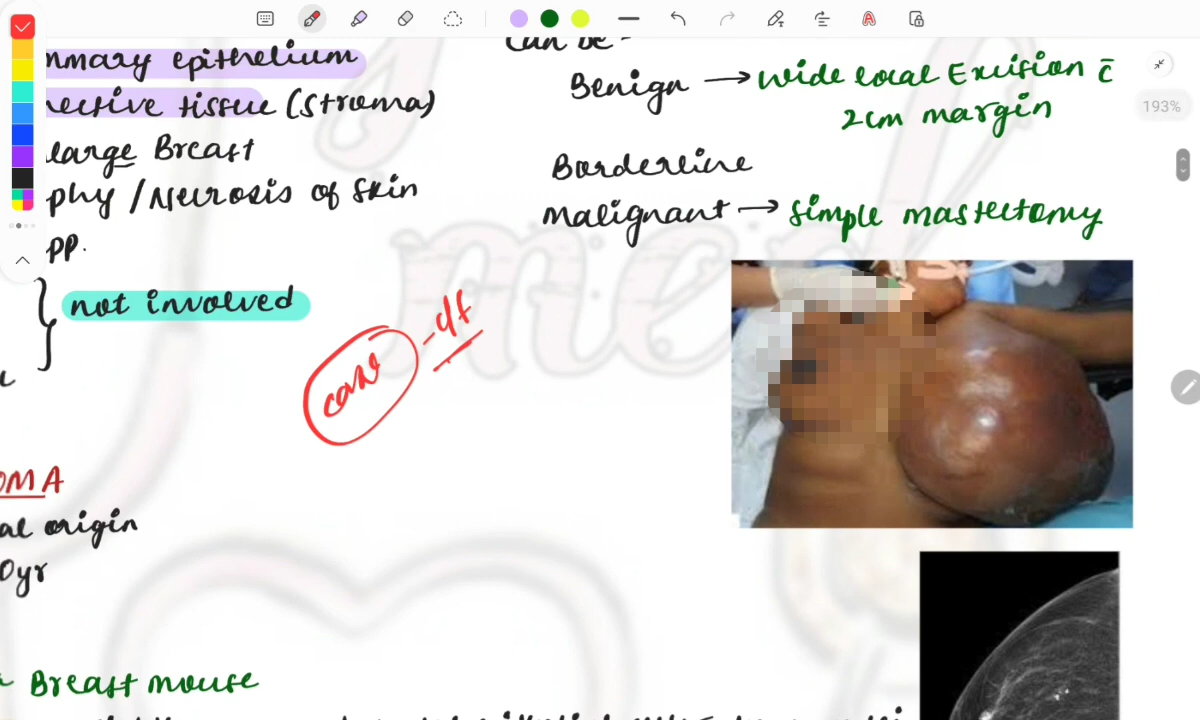 mmary epithelium
nective tissue (Stroma)
large Breast
phy / Necrosis of skin
pp.
not involved
can be -
Benign → wide local Excision c̄
2cm margin
Borderline
malignant → simple mastectomy
193%
med
OMA
al origin
0yr
Breast mouse